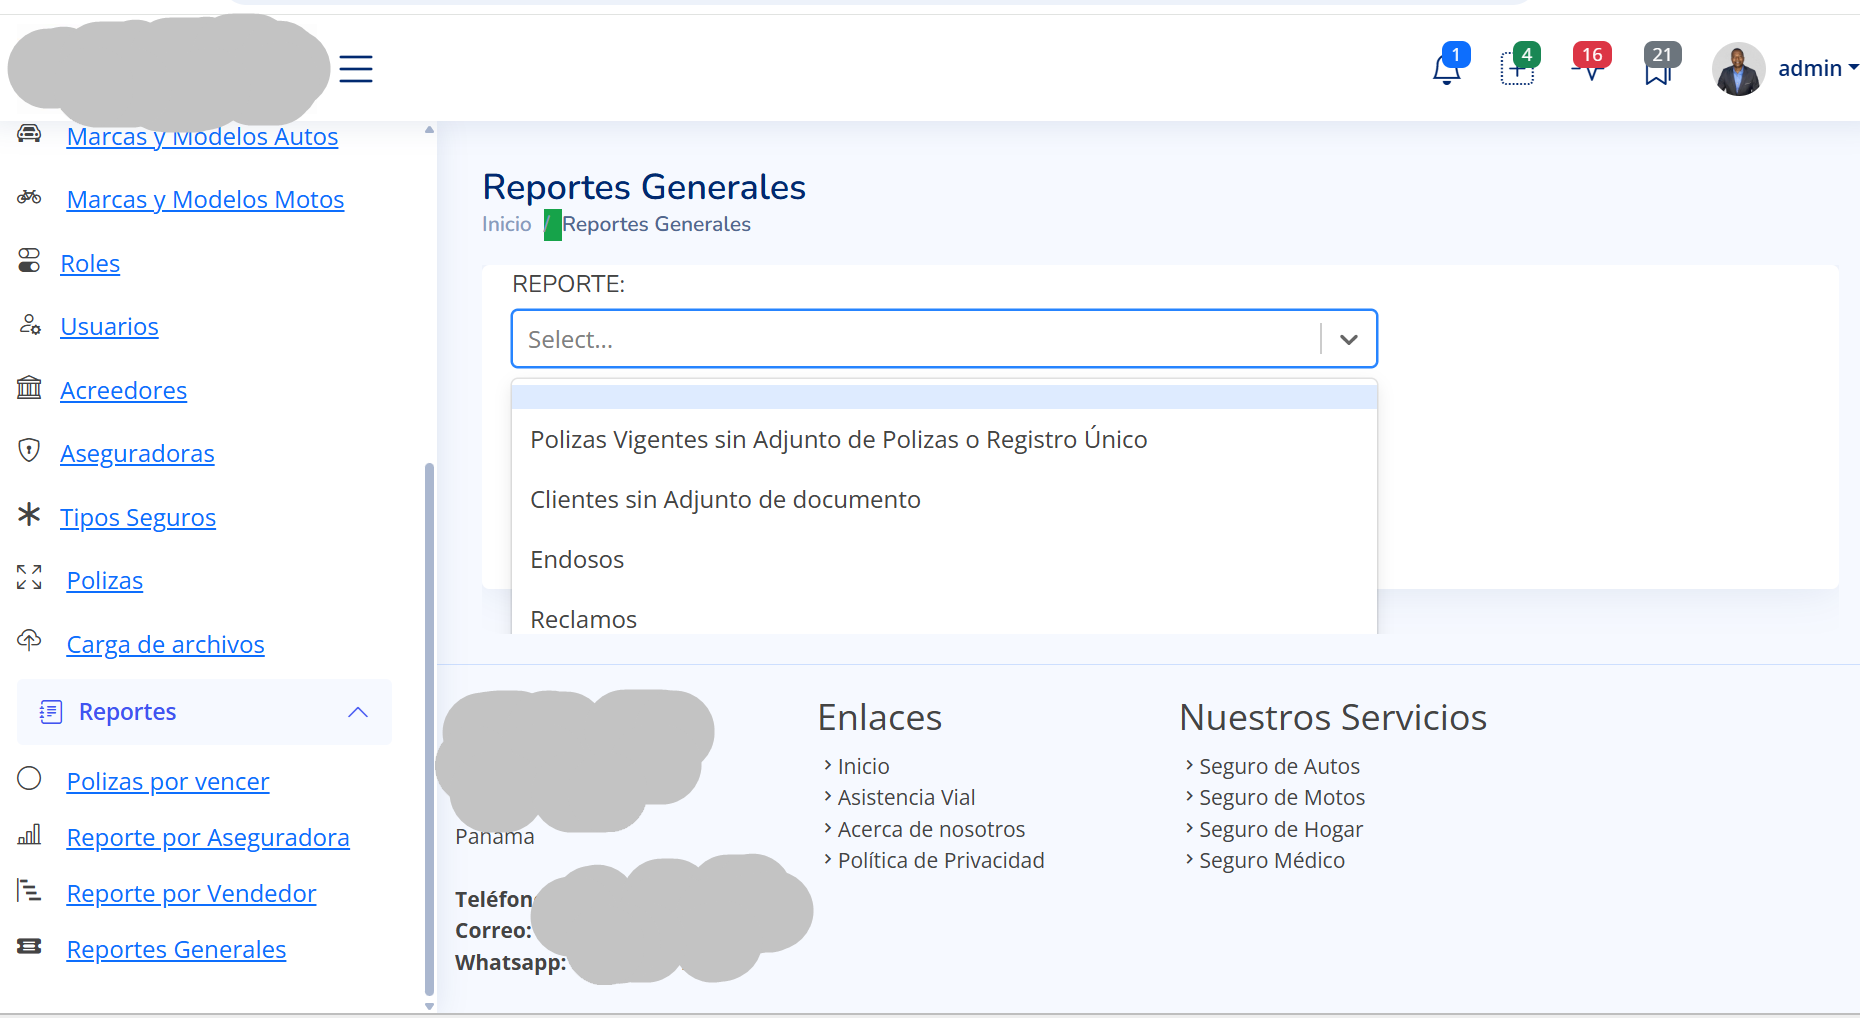 1
4
16
21
admin
Marcas y Modelos Autos
Marcas y Modelos Motos
Roles
Usuarios
Acreedores
Aseguradoras
Tipos Seguros
Polizas
Carga de archivos
Reportes
Polizas por vencer
Reporte por Aseguradora
Reporte por Vendedor
Reportes Generales
Reportes Generales
Inicio / Reportes Generales
REPORTE:
Select...
Polizas Vigentes sin Adjunto de Polizas o Registro Único
Clientes sin Adjunto de documento
Endosos
Reclamos
Panama
Teléfon
Correo:
Whatsapp:
Enlaces
Inicio
Asistencia Vial
Acerca de nosotros
Política de Privacidad
Nuestros Servicios
Seguro de Autos
Seguro de Motos
Seguro de Hogar
Seguro Médico